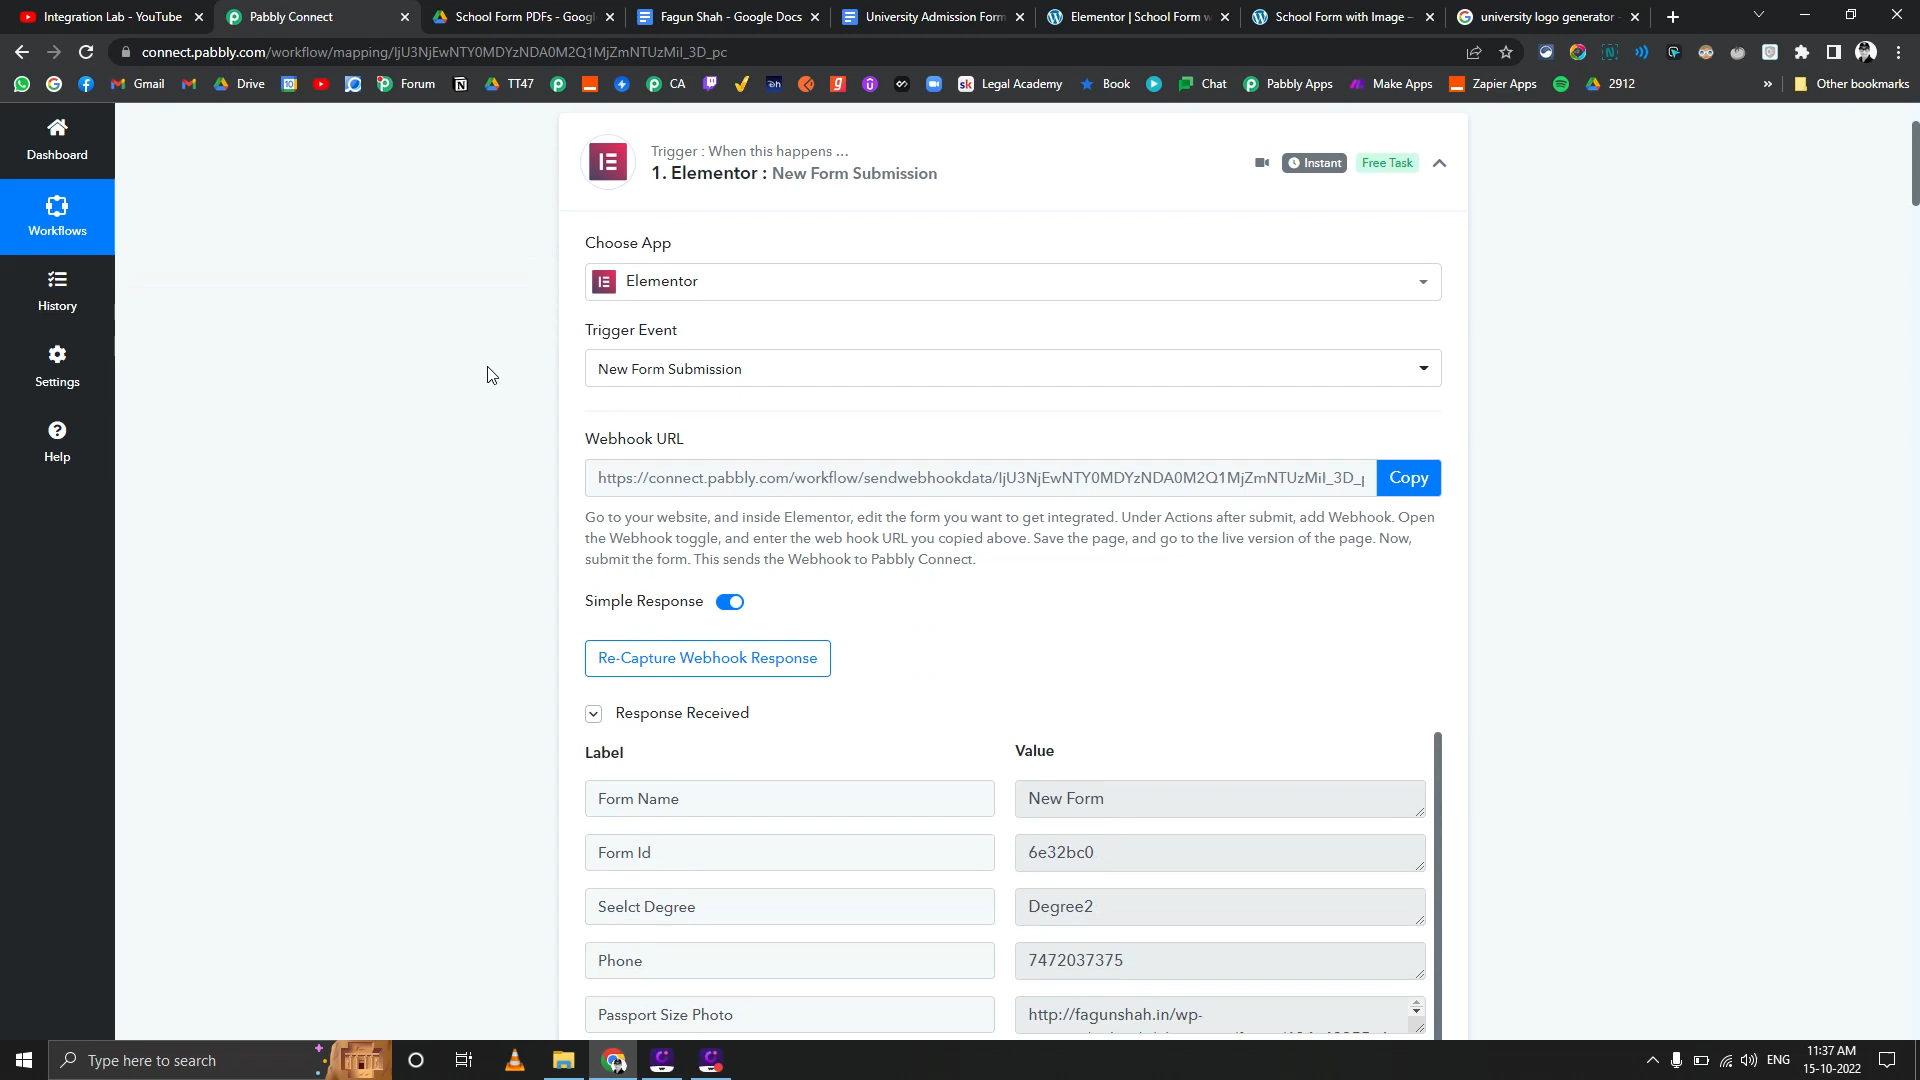 Integration Lab - YouTube
Pabbly Connect
School Form PDFs - Googl
Fagun Shah - Google Docs
University Admission Form
Elementor | School Form w
School Form with Image –
university logo generator
connect.pabbly.com/workflow/mapping/IjU3NjEwNTY0MDYzNDA0M2Q1MjZmNTUzMiI_3D_pc
Gmail
Drive
Forum
TT47
CA
Legal Academy
Book
Chat
Pabbly Apps
Make Apps
Zapier Apps
2912
»
Other bookmarks
Dashboard
Workflows
History
Settings
Help
Trigger : When this happens ...
1. Elementor : New Form Submission
Instant
Free Task
Choose App
Elementor
Trigger Event
New Form Submission
Webhook URL
https://connect.pabbly.com/workflow/sendwebhookdata/IjU3NjEwNTY0MDYzNDA0M2Q1MjZmNTUzMiI_3D_p
Copy
Go to your website, and inside Elementor, edit the form you want to get integrated. Under Actions after submit, add Webhook. Open
the Webhook toggle, and enter the web hook URL you copied above. Save the page, and go to the live version of the page. Now,
submit the form. This sends the Webhook to Pabbly Connect.
Simple Response
Re-Capture Webhook Response
Response Received
Label
Value
Form Name
New Form
Form Id
6e32bc0
Seelct Degree
Degree2
Phone
7472037375
Passport Size Photo
http://fagunshah.in/wp-
Type here to search
ENG
11:37 AM
15-10-2022